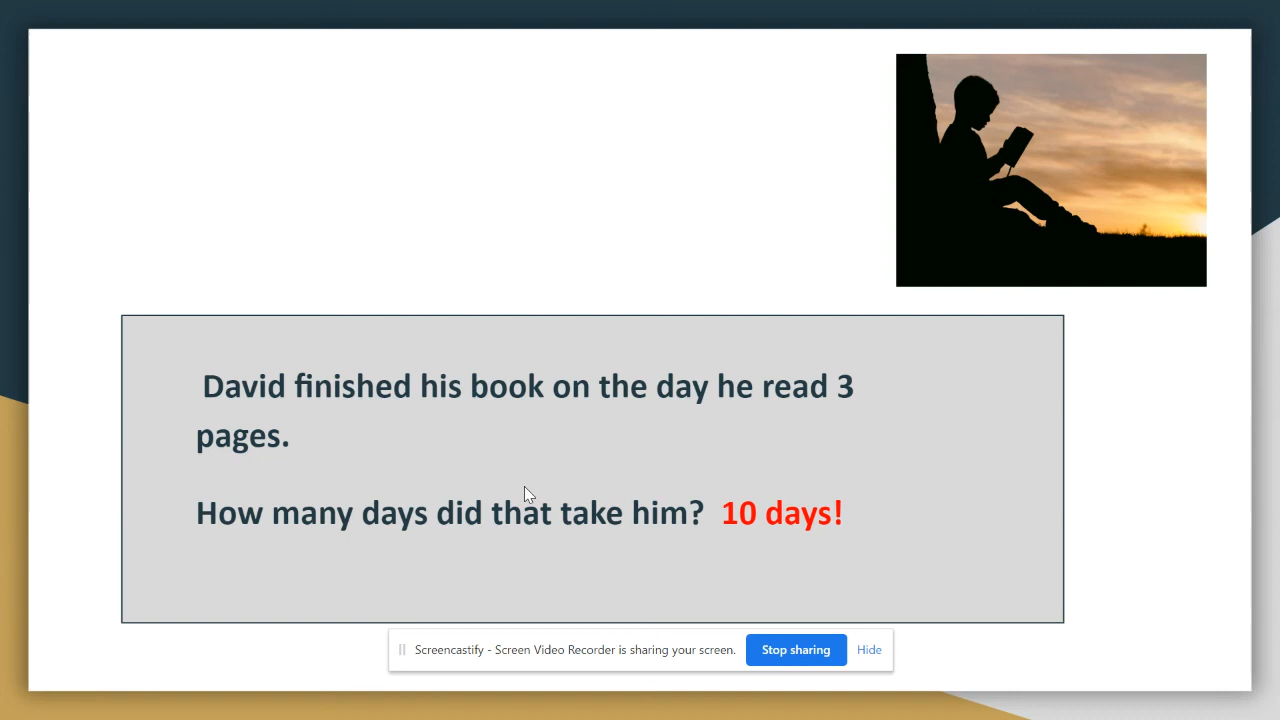 David finished his book on the day he read 3
pages.
How many days did that take him? 10 days!
Screencastify - Screen Video Recorder is sharing your screen. Stop sharing Hide